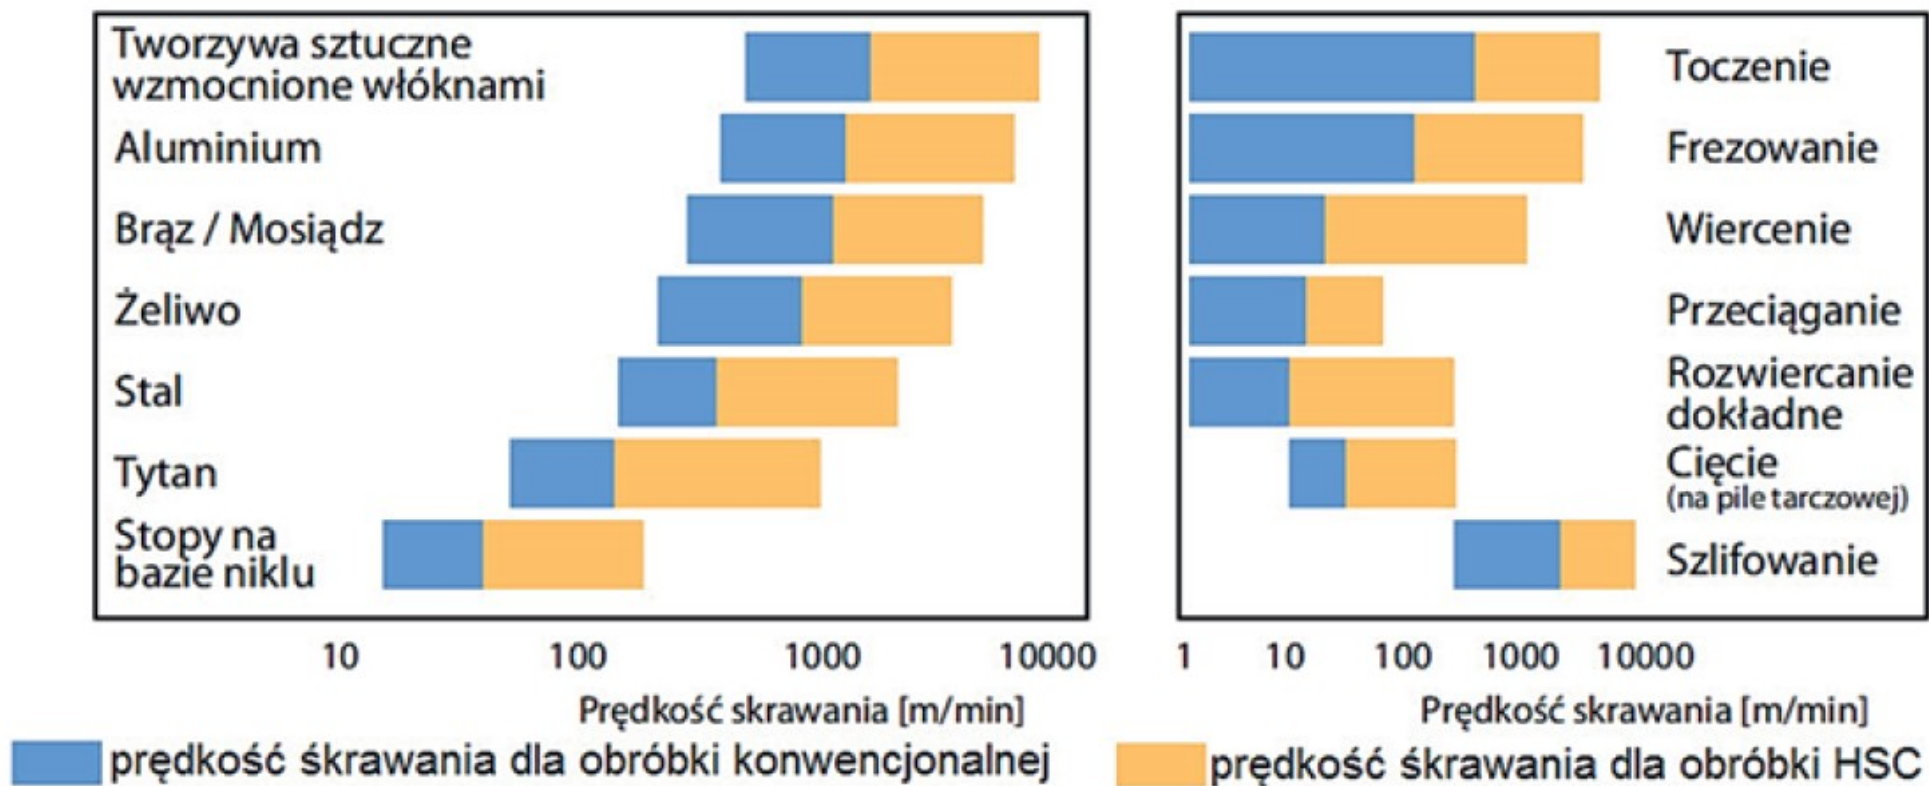 Tworzywa sztuczne
wzmocnione włóknami
Aluminium
Brąz / Mosiądz
Żeliwo
Stal
Tytan
Stopy na
bazie niklu
10 100 1000 10000
Prędkość skrawania [m/min]
Toczenie
Frezowanie
Wiercenie
Przeciąganie
Rozwiercanie
dokładne
Cięcie
(na pile tarczowej)
Szlifowanie
1 10 100 1000 10000
Prędkość skrawania [m/min]
prędkość śkrawania dla obróbki konwencjonalnej
prędkość śkrawania dla obróbki HSC